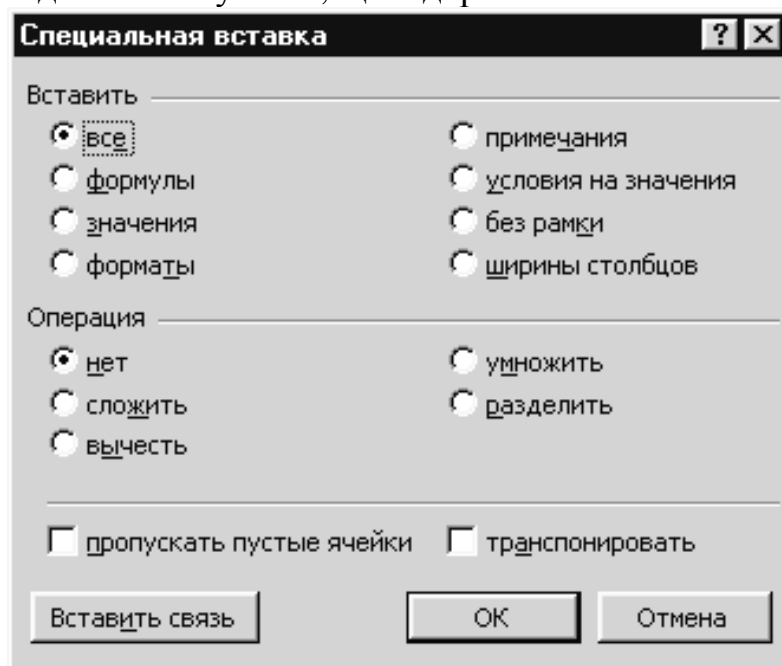 Специальная вставка
Вставить
все
примечания
формулы
условия на значения
значения
без рамки
форматы
ширины столбцов
Операция
нет
умножить
сложить
разделить
вычесть
пропускать пустые ячейки
транспонировать
Вставить связь
ОК
Отмена